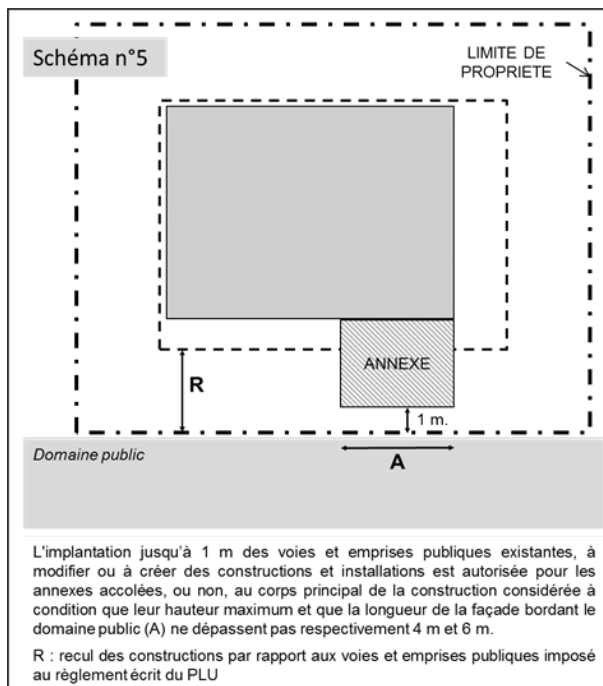 Schéma n°5
LIMITE DE
PROPRIETE
ANNEXE
R
1 m.
Domaine public
A
L'implantation jusqu'à 1 m des voies et emprises publiques existantes, à
modifier ou à créer des constructions et installations est autorisée pour les
annexes accolées, ou non, au corps principal de la construction considérée à
condition que leur hauteur maximum et que la longueur de la façade bordant le
domaine public (A) ne dépassent pas respectivement 4 m et 6 m.
R : recul des constructions par rapport aux voies et emprises publiques imposé
au règlement écrit du PLU